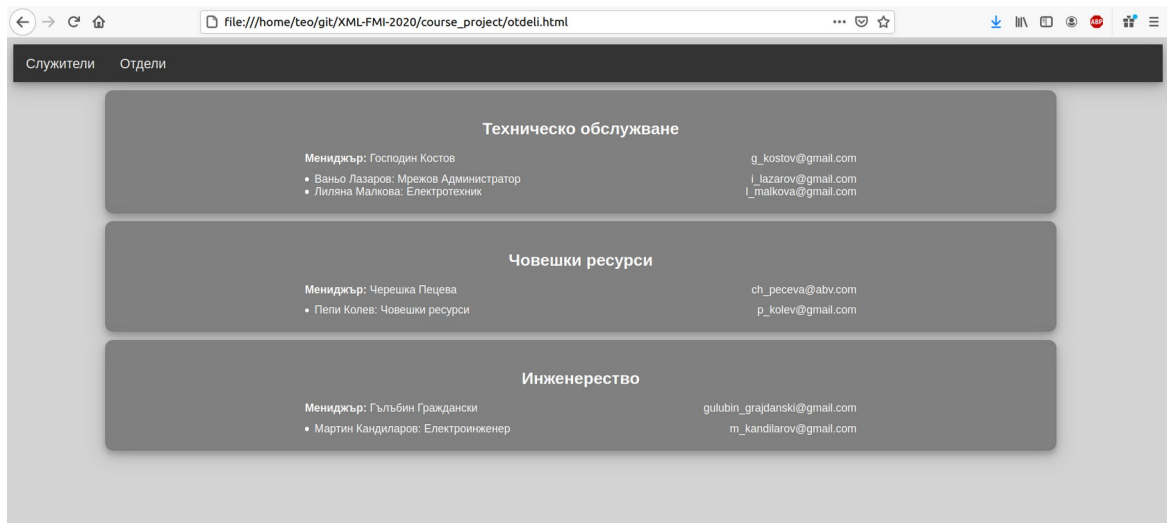 file:///home/teo/git/XML-FMI-2020/course_project/otdeli.html
ABP
Служители Отдели
Техническо обслужване
Мениджър: Господин Костов g_kostov@gmail.com
• Ваньо Лазаров: Мрежов Администратор i_lazarov@gmail.com
• Лиляна Малкова: Електротехник l_malkova@gmail.com
Човешки ресурси
Мениджър: Черешка Пецева ch_peceva@abv.com
• Пепи Колев: Човешки ресурси p_kolev@gmail.com
Инженерество
Мениджър: Гълъбин Граждански gulubin_grajdanski@gmail.com
• Мартин Кандиларов: Електроинженер m_kandilarov@gmail.com